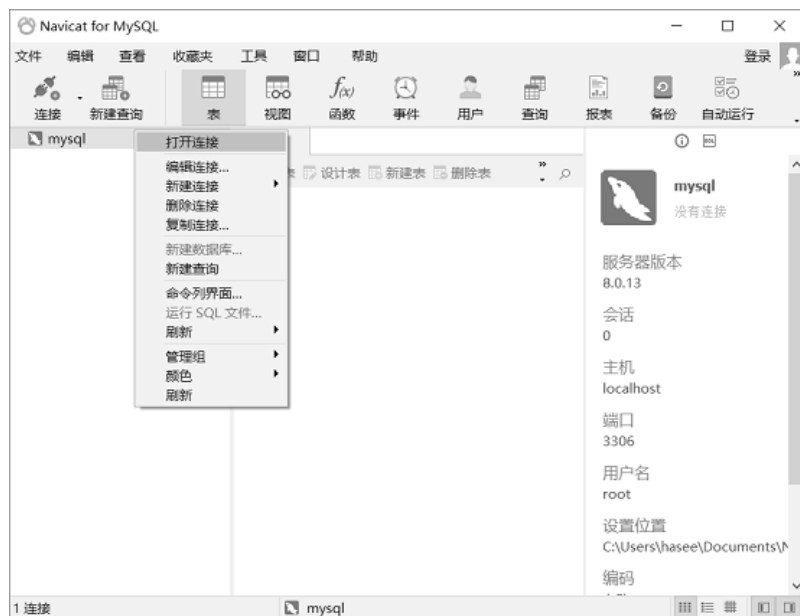 Navicat for MySQL
文件 编辑 查看 收藏夹 工具 窗口 帮助 登录
连接 新建查询 表 视图 函数 事件 用户 查询 报表 备份 自动运行
mysql
打开连接
编辑连接...
新建连接
删除连接
复制连接...
新建数据库...
新建查询
命令列界面...
运行 SQL 文件...
刷新
管理组
颜色
刷新
表 设计表 新建表 删除表
mysql
没有连接
服务器版本
8.0.13
会话
0
主机
localhost
端口
3306
用户名
root
设置位置
C:\Users\hasee\Documents\N
编码
1 连接 mysql